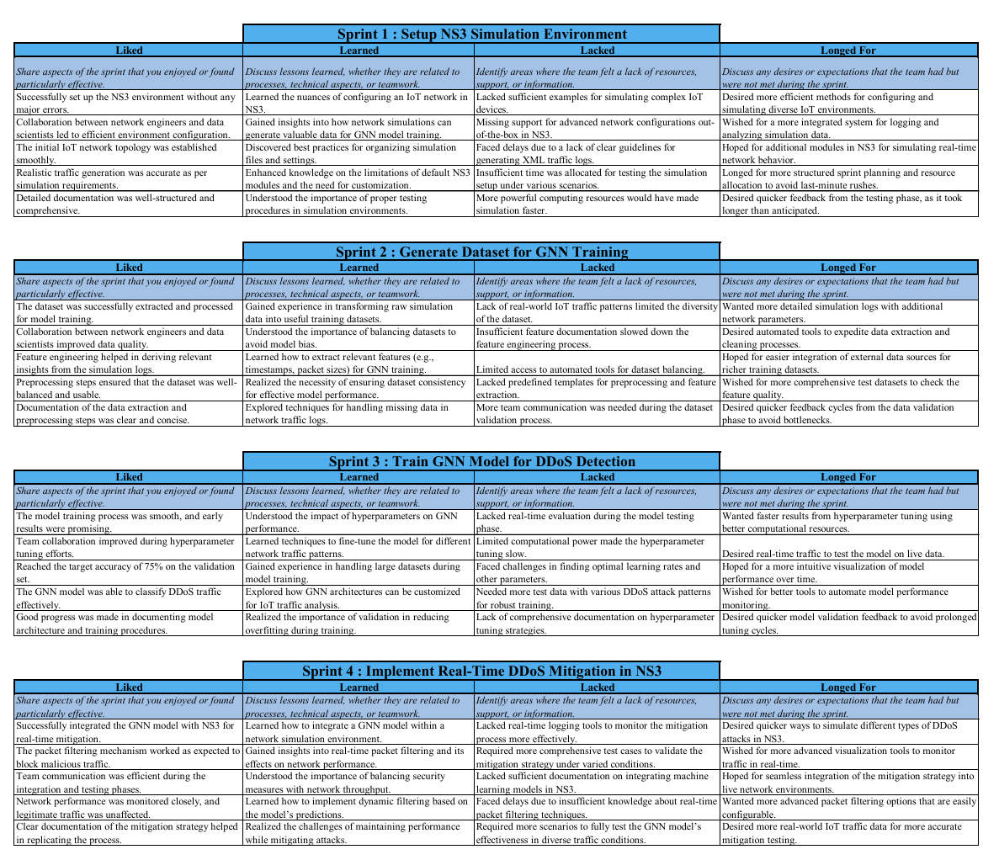 Sprint 1 : Setup NS3 Simulation Environment
Liked
Learned
Lacked
Longed For
Share aspects of the sprint that you enjoyed or found
particularly effective.
Discuss lessons learned, whether they are related to
processes, technical aspects, or teamwork.
Identify areas where the team felt a lack of resources,
support, or information.
Discuss any desires or expectations that the team had but
were not met during the sprint.
Successfully set up the NS3 environment without any
major errors.
Learned the nuances of configuring an IoT network in
NS3.
Lacked sufficient examples for simulating complex IoT
devices.
Desired more efficient methods for configuring and
simulating diverse IoT environments.
Collaboration between network engineers and data
scientists led to efficient environment configuration.
Gained insights into how network simulations can
generate valuable data for GNN model training.
Missing support for advanced network configurations out-
of-the-box in NS3.
Wished for a more integrated system for logging and
analyzing simulation data.
The initial IoT network topology was established
smoothly.
Discovered best practices for organizing simulation
files and settings.
Faced delays due to a lack of clear guidelines for
generating XML traffic logs.
Hoped for additional modules in NS3 for simulating real-time
network behavior.
Realistic traffic generation was accurate as per
simulation requirements.
Enhanced knowledge on the limitations of default NS3
modules and the need for customization.
Insufficient time was allocated for testing the simulation
setup under various scenarios.
Longed for more structured sprint planning and resource
allocation to avoid last-minute rushes.
Detailed documentation was well-structured and
comprehensive.
Understood the importance of proper testing
procedures in simulation environments.
More powerful computing resources would have made
simulation faster.
Desired quicker feedback from the testing phase, as it took
longer than anticipated.
Sprint 2 : Generate Dataset for GNN Training
Liked
Learned
Lacked
Longed For
Share aspects of the sprint that you enjoyed or found
particularly effective.
Discuss lessons learned, whether they are related to
processes, technical aspects, or teamwork.
Identify areas where the team felt a lack of resources,
support, or information.
Discuss any desires or expectations that the team had but
were not met during the sprint.
The dataset was successfully extracted and processed
for model training.
Gained experience in transforming raw simulation
data into useful training datasets.
Lack of real-world IoT traffic patterns limited the diversity
of the dataset.
Wanted more detailed simulation logs with additional
network parameters.
Collaboration between network engineers and data
scientists improved data quality.
Understood the importance of balancing datasets to
avoid model bias.
Insufficient feature documentation slowed down the
feature engineering process.
Desired automated tools to expedite data extraction and
cleaning processes.
Feature engineering helped in deriving relevant
insights from the simulation logs.
Learned how to extract relevant features (e.g.,
timestamps, packet sizes) for GNN training.
Limited access to automated tools for dataset balancing.
Hoped for easier integration of external data sources for
richer training datasets.
Preprocessing steps ensured that the dataset was well-
balanced and usable.
Realized the necessity of ensuring dataset consistency
for effective model performance.
Lacked predefined templates for preprocessing and feature
extraction.
Wished for more comprehensive test datasets to check the
feature quality.
Documentation of the data extraction and
preprocessing steps was clear and concise.
Explored techniques for handling missing data in
network traffic logs.
More team communication was needed during the dataset
validation process.
Desired quicker feedback cycles from the data validation
phase to avoid bottlenecks.
Sprint 3 : Train GNN Model for DDoS Detection
Liked
Learned
Lacked
Longed For
Share aspects of the sprint that you enjoyed or found
particularly effective.
Discuss lessons learned, whether they are related to
processes, technical aspects, or teamwork.
Identify areas where the team felt a lack of resources,
support, or information.
Discuss any desires or expectations that the team had but
were not met during the sprint.
The model training process was smooth, and early
results were promising.
Understood the impact of hyperparameters on GNN
performance.
Lacked real-time evaluation during the model testing
phase.
Wanted faster results from hyperparameter tuning using
better computational resources.
Team collaboration improved during hyperparameter
tuning efforts.
Learned techniques to fine-tune the model for different
network traffic patterns.
Limited computational power made the hyperparameter
tuning slow.
Desired real-time traffic to test the model on live data.
Reached the target accuracy of 75% on the validation
set.
Gained experience in handling large datasets during
model training.
Faced challenges in finding optimal learning rates and
other parameters.
Hoped for a more intuitive visualization of model
performance over time.
The GNN model was able to classify DDoS traffic
effectively.
Explored how GNN architectures can be customized
for IoT traffic analysis.
Needed more test data with various DDoS attack patterns
for robust training.
Wished for better tools to automate model performance
monitoring.
Good progress was made in documenting model
architecture and training procedures.
Realized the importance of validation in reducing
overfitting during training.
Lack of comprehensive documentation on hyperparameter
tuning strategies.
Desired quicker model validation feedback to avoid prolonged
tuning cycles.
Sprint 4 : Implement Real-Time DDoS Mitigation in NS3
Liked
Learned
Lacked
Longed For
Share aspects of the sprint that you enjoyed or found
particularly effective.
Discuss lessons learned, whether they are related to
processes, technical aspects, or teamwork.
Identify areas where the team felt a lack of resources,
support, or information.
Discuss any desires or expectations that the team had but
were not met during the sprint.
Successfully integrated the GNN model with NS3 for
real-time mitigation.
Learned how to integrate a GNN model within a
network simulation environment.
Lacked real-time logging tools to monitor the mitigation
process more effectively.
Desired quicker ways to simulate different types of DDoS
attacks in NS3.
The packet filtering mechanism worked as expected to
block malicious traffic.
Gained insights into real-time packet filtering and its
effects on network performance.
Required more comprehensive test cases to validate the
mitigation strategy under varied conditions.
Wished for more advanced visualization tools to monitor
traffic in real-time.
Team communication was efficient during the
integration and testing phases.
Understood the importance of balancing security
measures with network throughput.
Lacked sufficient documentation on integrating machine
learning models in NS3.
Hoped for seamless integration of the mitigation strategy into
live network environments.
Network performance was monitored closely, and
legitimate traffic was unaffected.
Learned how to implement dynamic filtering based on
the model's predictions.
Faced delays due to insufficient knowledge about real-time
packet filtering techniques.
Wanted more advanced packet filtering options that are easily
configurable.
Clear documentation of the mitigation strategy helped
in replicating the process.
Realized the challenges of maintaining performance
while mitigating attacks.
Required more scenarios to fully test the GNN model's
effectiveness in diverse traffic conditions.
Desired more real-world IoT traffic data for more accurate
mitigation testing.